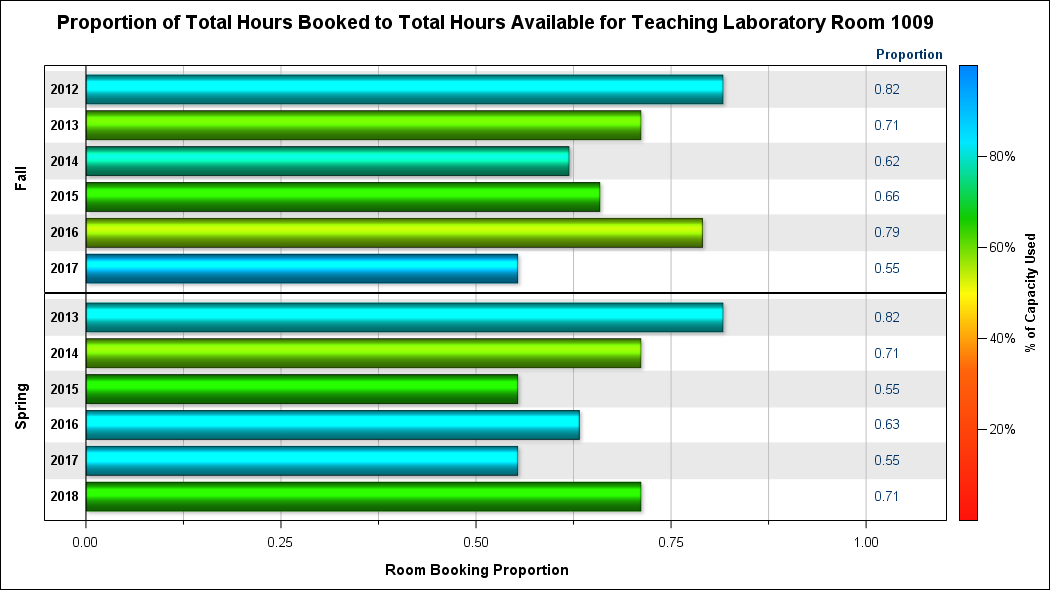 Proportion of Total Hours Booked to Total Hours Available for Teaching Laboratory Room 1009
Proportion
Fall
2012 0.82
2013 0.71
2014 0.62
2015 0.66
2016 0.79
2017 0.55
Spring
2013 0.82
2014 0.71
2015 0.55
2016 0.63
2017 0.55
2018 0.71
0.00 0.25 0.50 0.75 1.00
Room Booking Proportion
80%
60%
40%
20%
% of Capacity Used